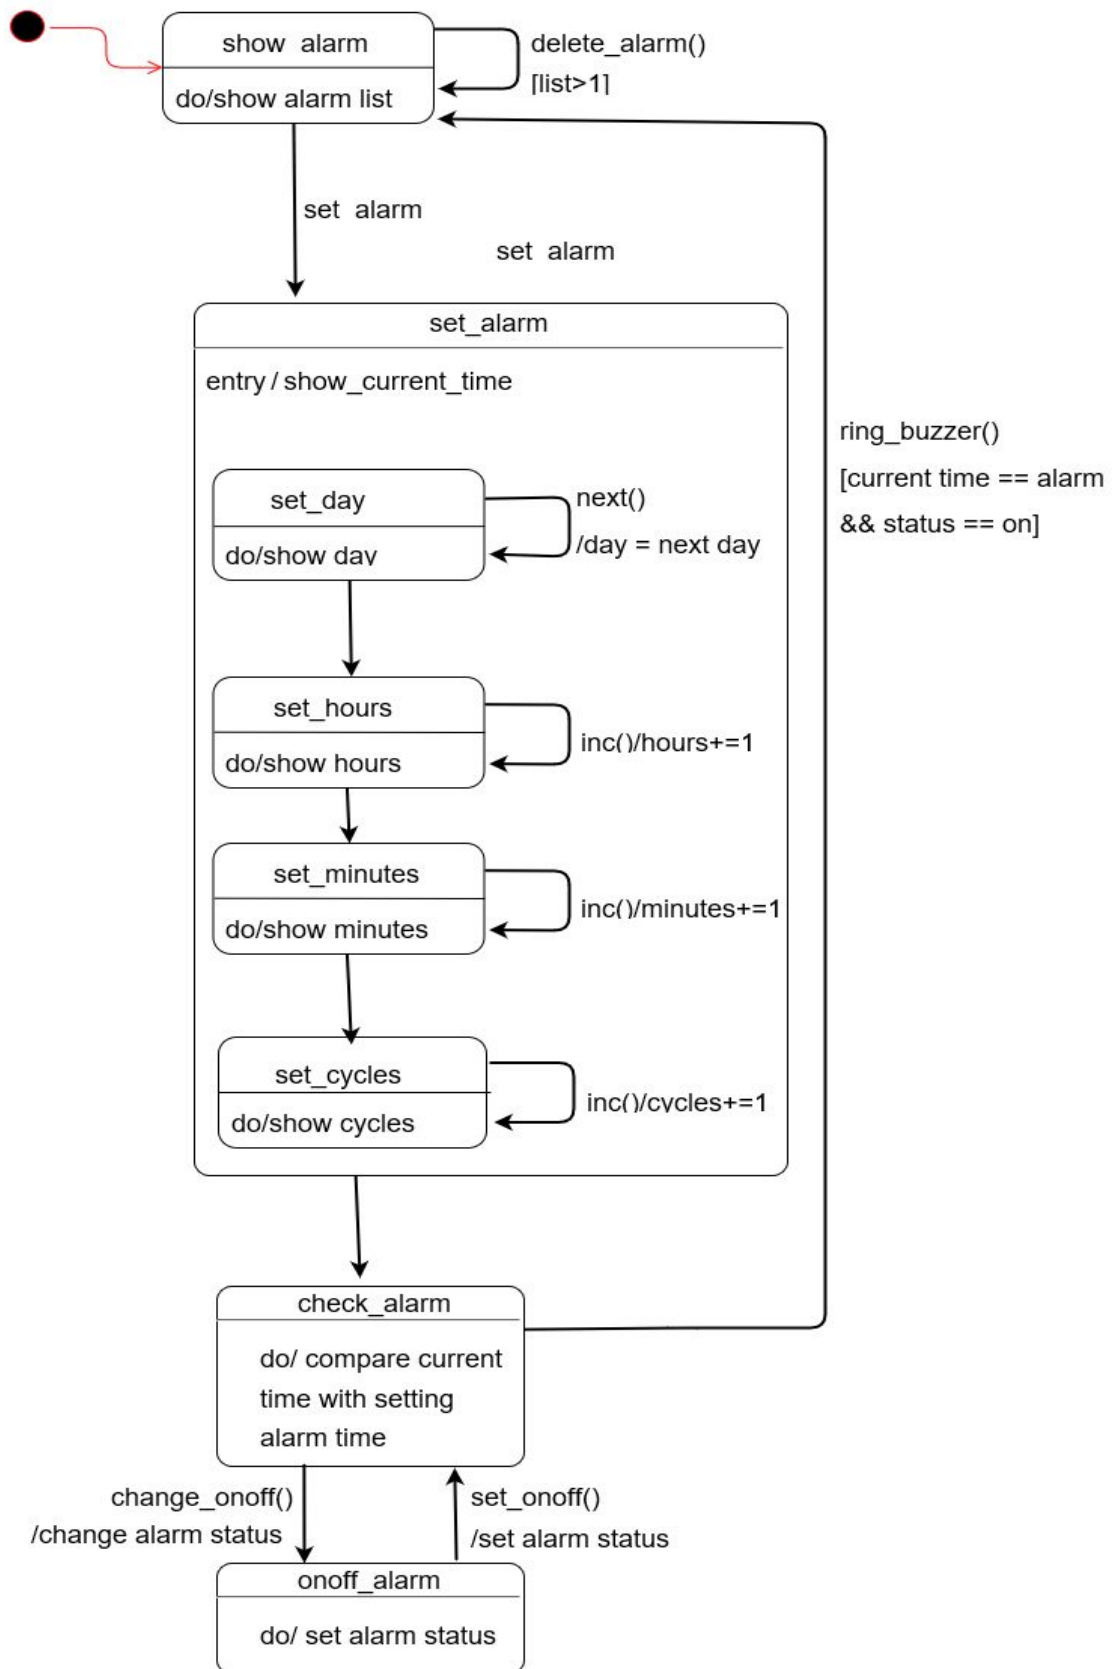 show alarm
do/show alarm list
delete_alarm()
[list>1]
set alarm
set alarm
set_alarm
entry / show_current_time
set_day
do/show day
next()
/day = next day
set_hours
do/show hours
inc()/hours+=1
set_minutes
do/show minutes
inc()/minutes+=1
set_cycles
do/show cycles
inc()/cycles+=1
ring_buzzer()
[current time == alarm
&& status == on]
check_alarm
do/ compare current
time with setting
alarm time
change_onoff()
/change alarm status
set_onoff()
/set alarm status
onoff_alarm
do/ set alarm status